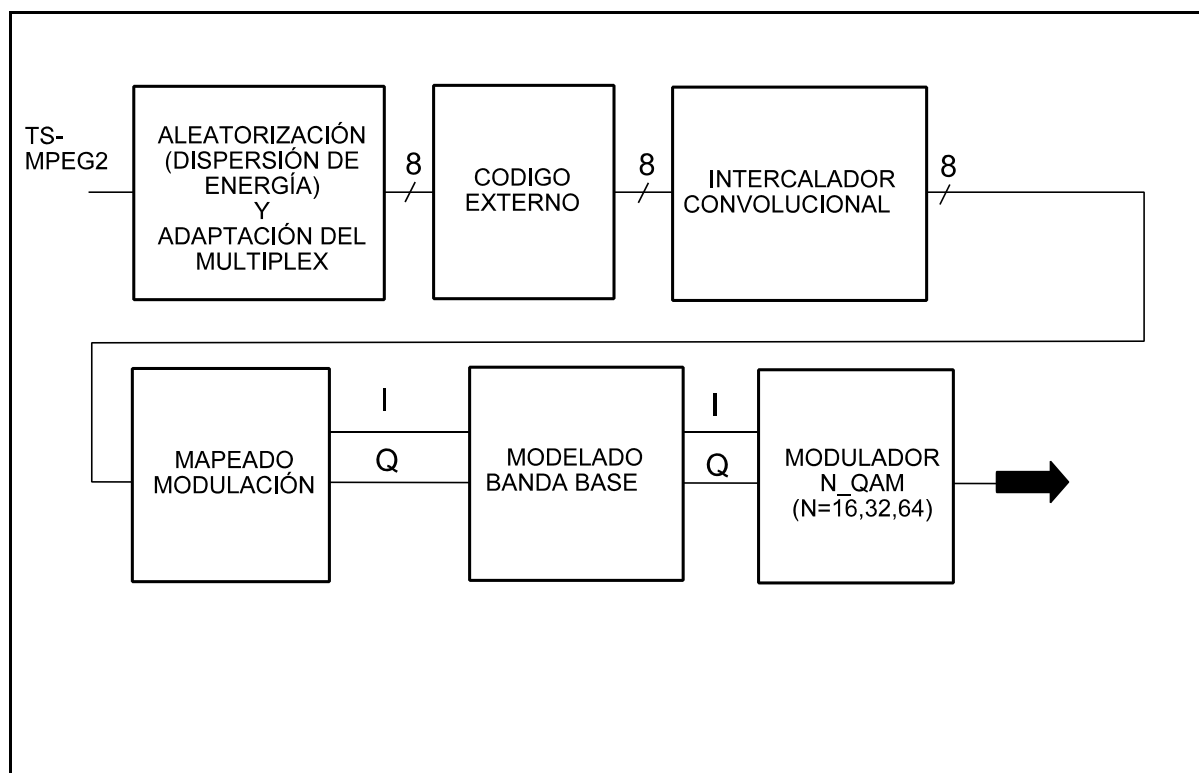 TS-
MPEG2
ALEATORIZACIÓN
(DISPERSIÓN DE
ENERGÍA)
Y
ADAPTACIÓN DEL
MULTIPLEX
8
CODIGO
EXTERNO
8
INTERCALADOR
CONVOLUCIONAL
8
MAPEADO
MODULACIÓN
I
Q
MODELADO
BANDA BASE
I
Q
MODULADOR
N_QAM
(N=16,32,64)